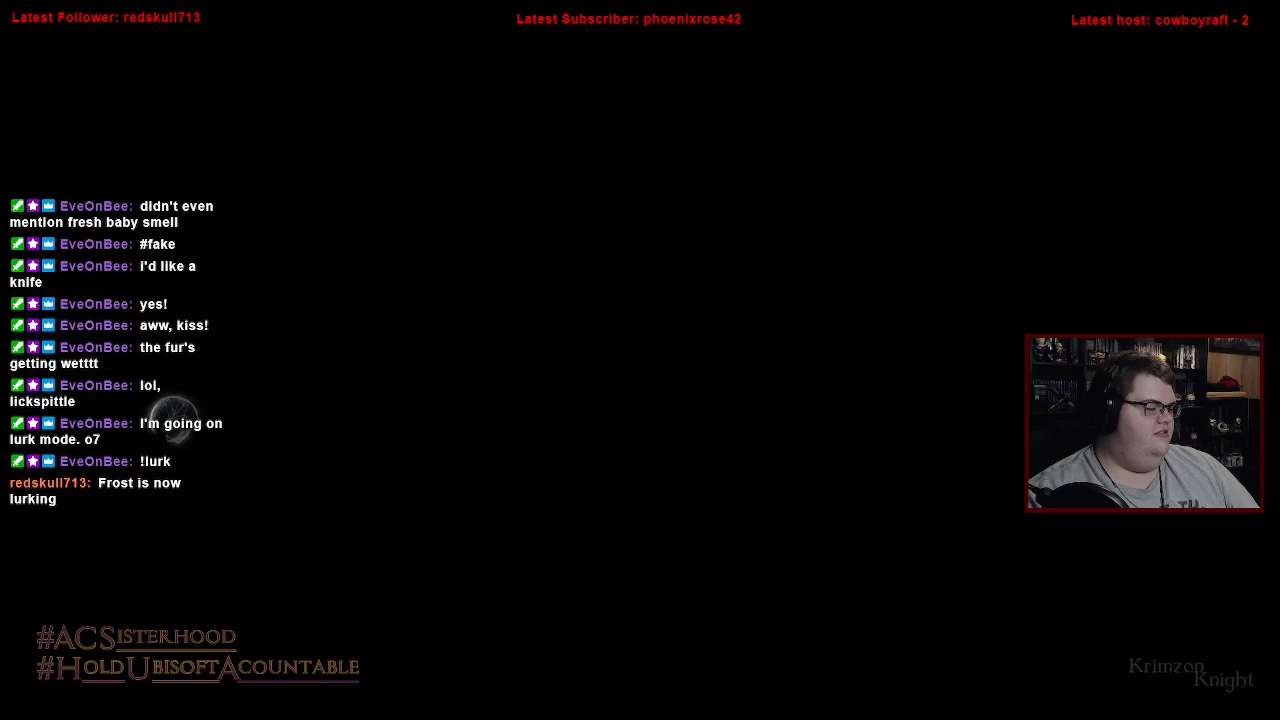 Latest Follower: redskull713
Latest Subscriber: phoenixrose42
Latest host: cowboyrafl - 2
EveOnBee: didn't even
mention fresh baby smell
EveOnBee: #fake
EveOnBee: i'd like a
knife
EveOnBee: yes!
EveOnBee: aww, kiss!
EveOnBee: the fur's
getting wetttt
EveOnBee: lol,
lickspittle
EveOnBee: I'm going on
lurk mode. o7
EveOnBee: !lurk
redskull713: Frost is now
lurking
#ACSisterhood
#HoldUbisoftAcountable
Krimzon
Knight